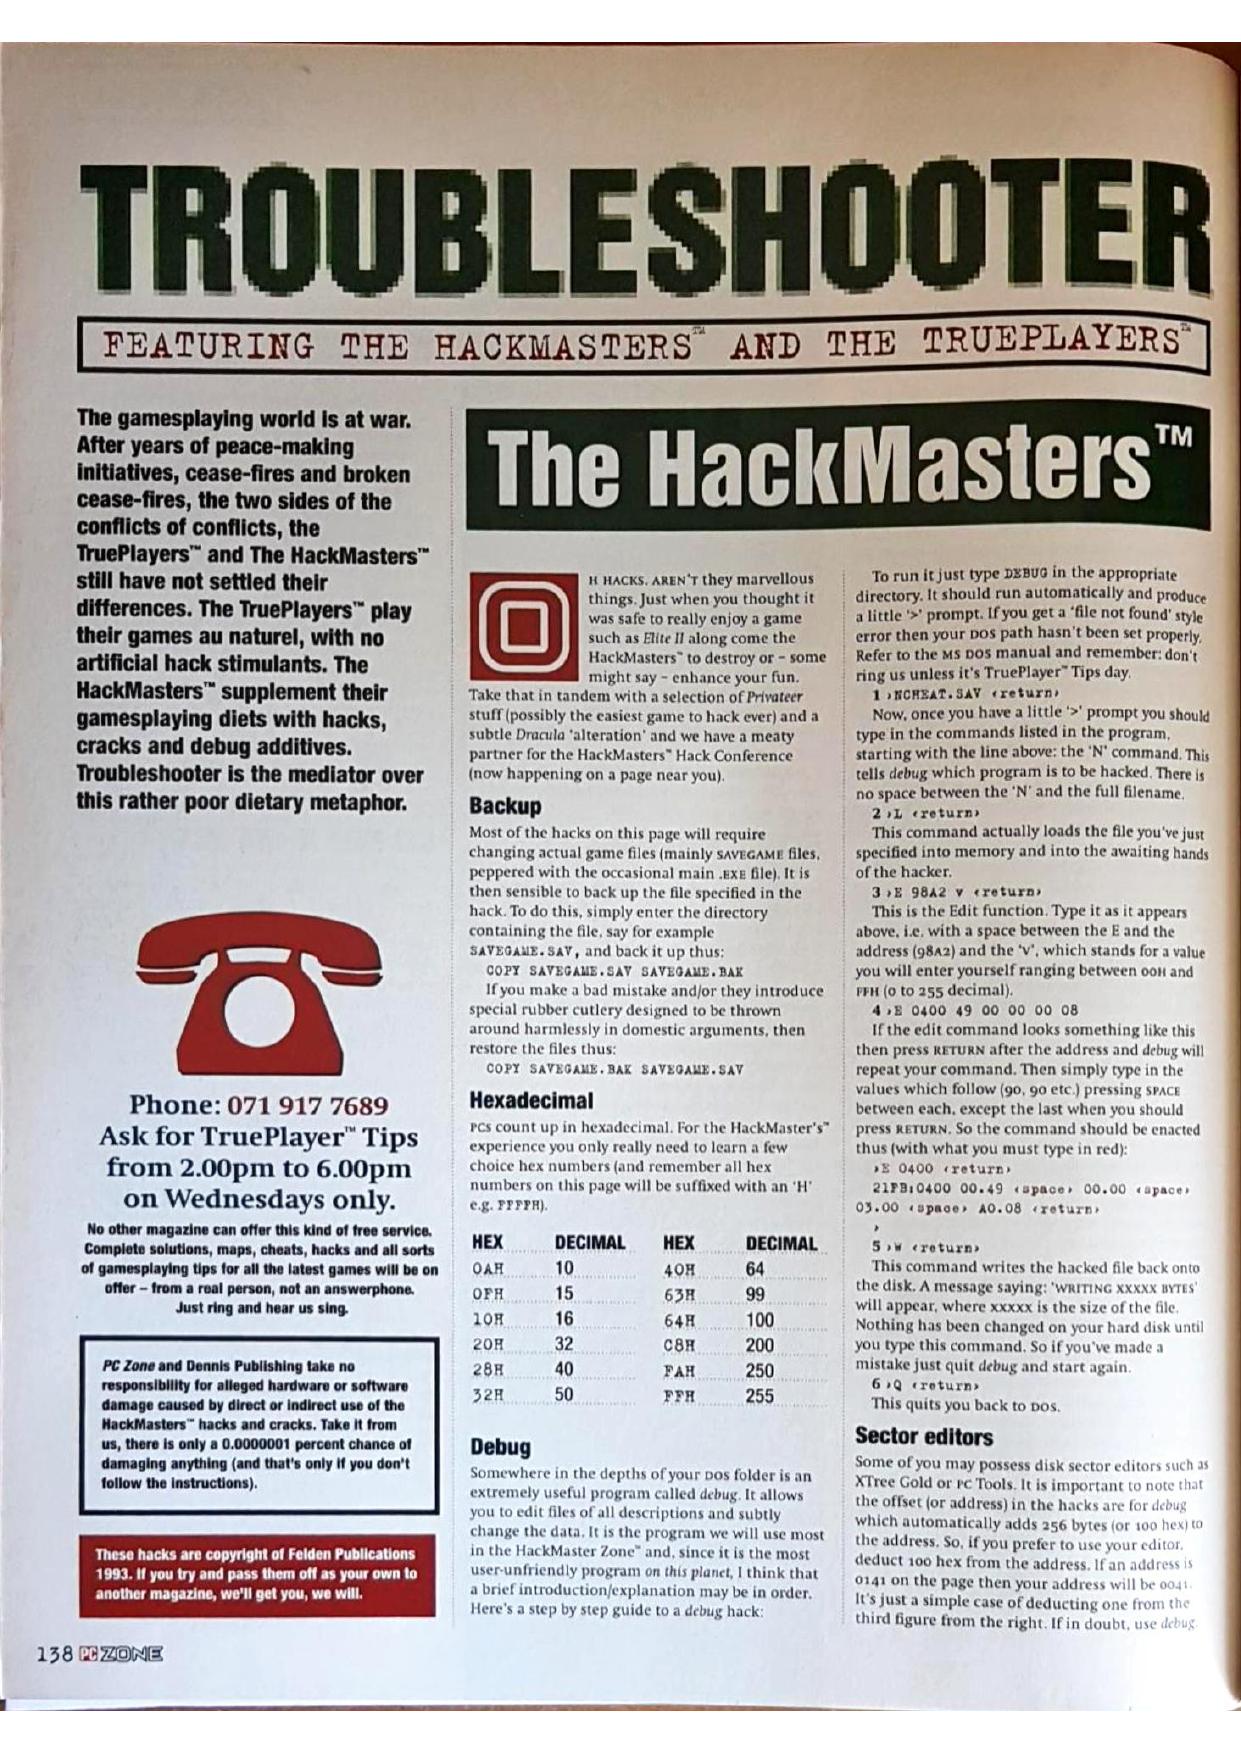 TROUBLESHOOTER
FEATURING THE HACKMASTERS™ AND THE TRUEPLAYERS™
The gamesplaying world is at war.
After years of peace-making
initiatives, cease-fires and broken
cease-fires, the two sides of the
conflicts of conflicts, the
TruePlayers™ and The HackMasters™
still have not settled their
differences. The TruePlayers™ play
their games au naturel, with no
artificial hack stimulants. The
HackMasters™ supplement their
gamesplaying diets with hacks,
cracks and debug additives.
Troubleshooter is the mediator over
this rather poor dietary metaphor.
Phone: 071 917 7689
Ask for TruePlayer™ Tips
from 2.00pm to 6.00pm
on Wednesdays only.
No other magazine can offer this kind of free service.
Complete solutions, maps, cheats, hacks and all sorts
of gamesplaying tips for all the latest games will be on
offer – from a real person, not an answerphone.
Just ring and hear us sing.
PC Zone and Dennis Publishing take no
responsibility for alleged hardware or software
damage caused by direct or indirect use of the
HackMasters™ hacks and cracks. Take it from
us, there is only a 0.0000001 percent chance of
damaging anything (and that's only if you don't
follow the instructions).
These hacks are copyright of Felden Publications
1993. If you try and pass them off as your own to
another magazine, we'll get you, we will.
The HackMasters™
OH HACKS, AREN'T they marvellous
things. Just when you thought it
was safe to really enjoy a game
such as Elite II along come the
HackMasters™ to destroy or – some
might say – enhance your fun.
Take that in tandem with a selection of Privateer
stuff (possibly the easiest game to hack ever) and a
subtle Dracula 'alteration' and we have a meaty
partner for the HackMasters™ Hack Conference
(now happening on a page near you).
Backup
Most of the hacks on this page will require
changing actual game files (mainly SAVEGAME files,
peppered with the occasional main .EXE file). It is
then sensible to back up the file specified in the
hack. To do this, simply enter the directory
containing the file, say for example
SAVEGAME.SAV, and back it up thus:
COPY SAVEGAME.SAV SAVEGAME.BAK
If you make a bad mistake and/or they introduce
special rubber cutlery designed to be thrown
around harmlessly in domestic arguments, then
restore the files thus:
COPY SAVEGAME.BAK SAVEGAME.SAV
Hexadecimal
PCs count up in hexadecimal. For the HackMaster's™
experience you only really need to learn a few
choice hex numbers (and remember all hex
numbers on this page will be suffixed with an 'H'
e.g. FFFFH).
HEX DECIMAL HEX DECIMAL
0AH 10 40H 64
0FH 15 63H 99
10H 16 64H 100
20H 32 C8H 200
28H 40 FAH 250
32H 50 FFH 255
Debug
Somewhere in the depths of your DOS folder is an
extremely useful program called debug. It allows
you to edit files of all descriptions and subtly
change the data. It is the program we will use most
in the HackMaster Zone™ and, since it is the most
user-unfriendly program on this planet, I think that
a brief introduction/explanation may be in order.
Here's a step by step guide to a debug hack:
To run it just type DEBUG in the appropriate
directory. It should run automatically and produce
a little '>' prompt. If you get a 'file not found' style
error then your DOS path hasn't been set properly.
Refer to the MS DOS manual and remember: don't
ring us unless it's TruePlayer™ Tips day.
1 >NCHEAT.SAV <return>
Now, once you have a little '>' prompt you should
type in the commands listed in the program,
starting with the line above: the 'N' command. This
tells debug which program is to be hacked. There is
no space between the 'N' and the full filename.
2 >L <return>
This command actually loads the file you've just
specified into memory and into the awaiting hands
of the hacker.
3 >E 98A2 v <return>
This is the Edit function. Type it as it appears
above, i.e. with a space between the E and the
address (98A2) and the 'v', which stands for a value
you will enter yourself ranging between 00H and
FFH (0 to 255 decimal).
4 >E 0400 49 00 00 00 08
If the edit command looks something like this
then press RETURN after the address and debug will
repeat your command. Then simply type in the
values which follow (90, 90 etc.) pressing SPACE
between each, except the last when you should
press RETURN. So the command should be enacted
thus (with what you must type in red):
>E 0400 <return>
21FB:0400 00.49 <space> 00.00 <space>
03.00 <space> A0.08 <return>
>
5 >W <return>
This command writes the hacked file back onto
the disk. A message saying: 'WRITING XXXXX BYTES'
will appear, where XXXXX is the size of the file.
Nothing has been changed on your hard disk until
you type this command. So if you've made a
mistake just quit debug and start again.
6 >Q <return>
This quits you back to DOS.
Sector editors
Some of you may possess disk sector editors such as
XTree Gold or PC Tools. It is important to note that
the offset (or address) in the hacks are for debug
which automatically adds 256 bytes (or 100 hex) to
the address. So, if you prefer to use your editor,
deduct 100 hex from the address. If an address is
0141 on the page then your address will be 0041.
It's just a simple case of deducting one from the
third figure from the right. If in doubt, use debug.
138 PC ZONE